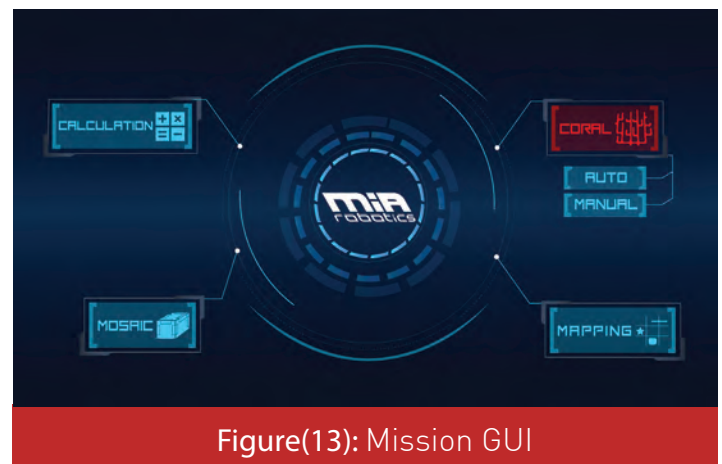 CALCULATION
CORAL
AUTO
MANUAL
MiA
robotics
MOSAIC
MAPPING
Figure(13): Mission GUI